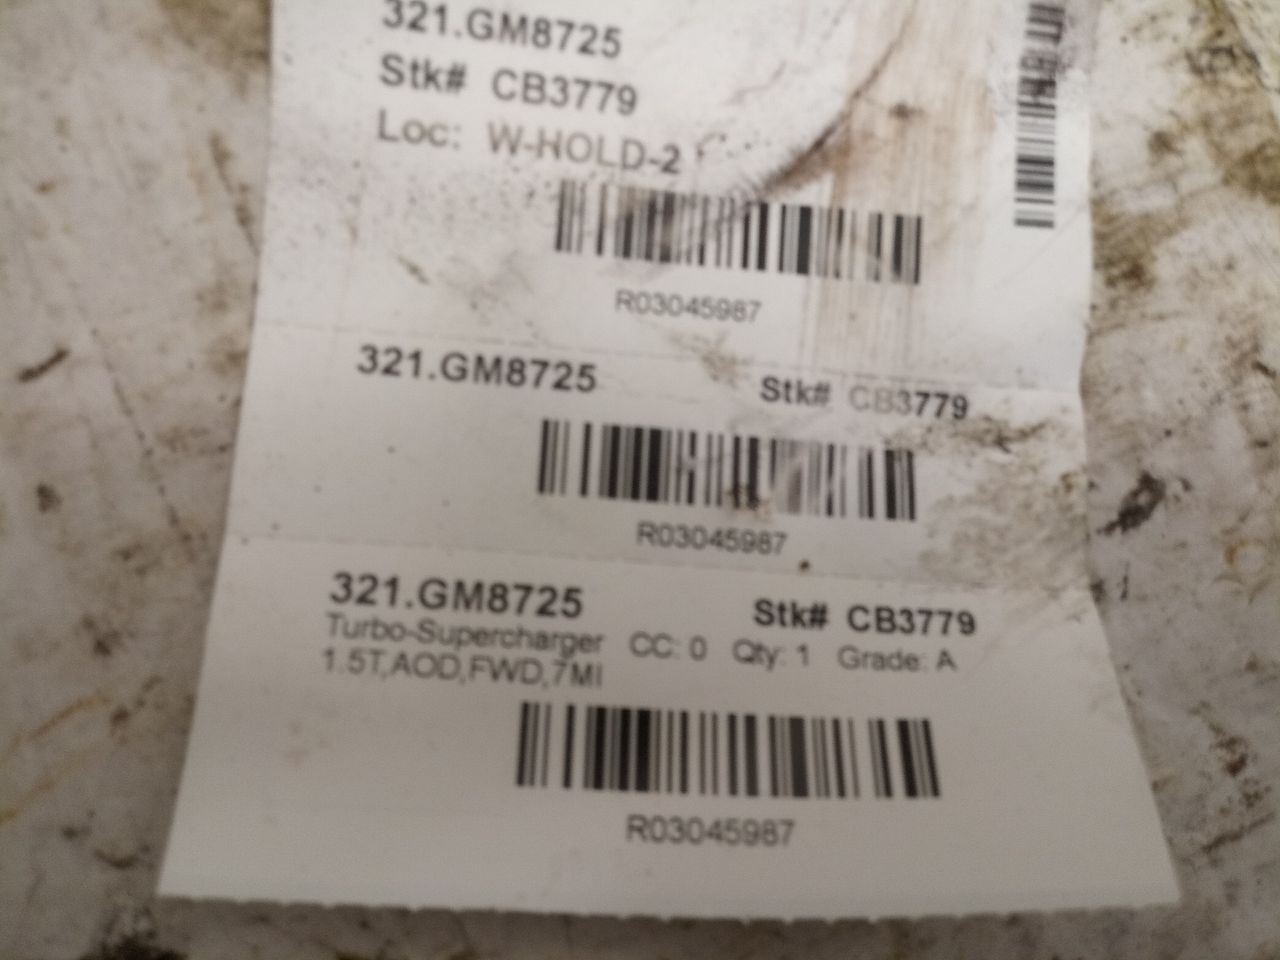 321.GM8725
Stk# CB3779
Loc: W-HOLD-2
R03045987
321.GM8725 Stk# CB3779
R03045987
321.GM8725 Stk# CB3779
Turbo-Supercharger CC: 0 Qty: 1 Grade: A
1.5T,AOD,FWD,7MI
R03045987